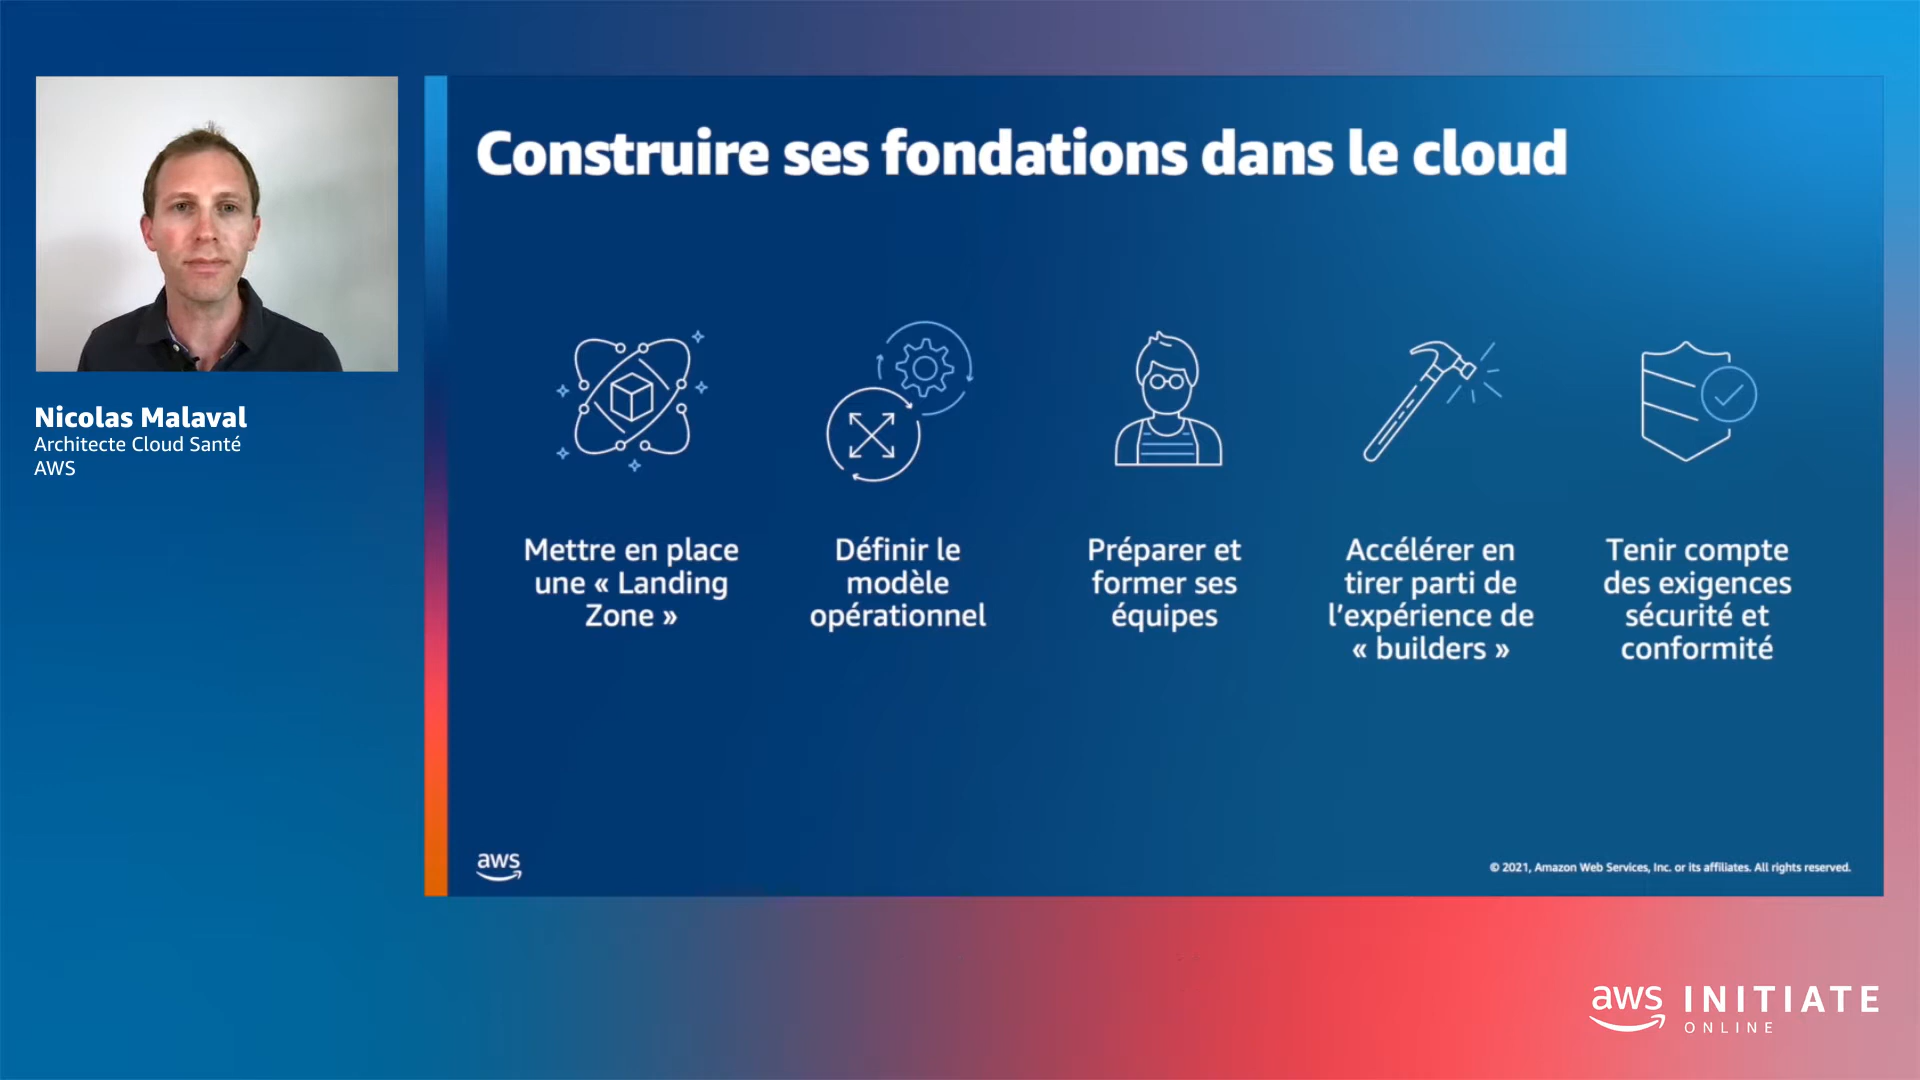 Construire ses fondations dans le cloud
Nicolas Malaval
Architecte Cloud Santé
AWS
Mettre en place
une « Landing
Zone »
Définir le
modèle
opérationnel
Préparer et
former ses
équipes
Accélérer en
tirer parti de
l’expérience de
« builders »
Tenir compte
des exigences
sécurité et
conformité
aws
© 2021, Amazon Web Services, Inc. or its affiliates. All rights reserved.
aws INITIATE
ONLINE